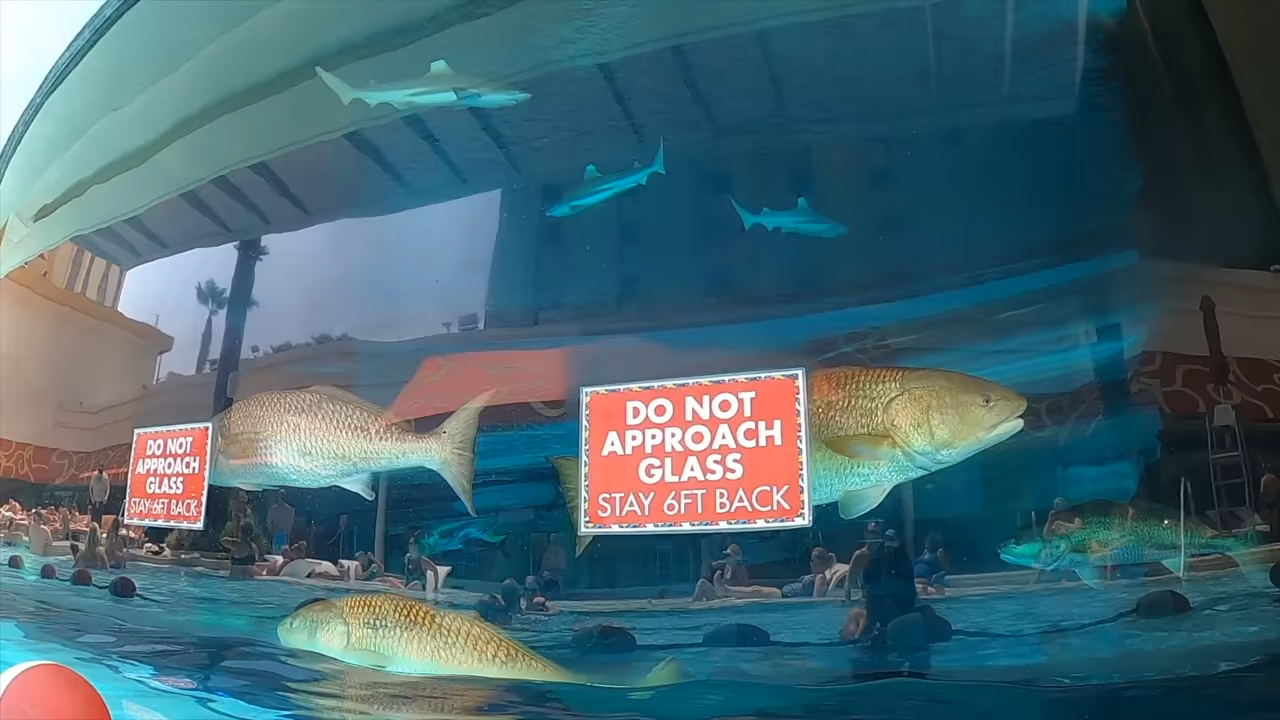 DO NOT
APPROACH
GLASS
STAY 6FT BACK
DO NOT
APPROACH
GLASS
STAY 6FT BACK